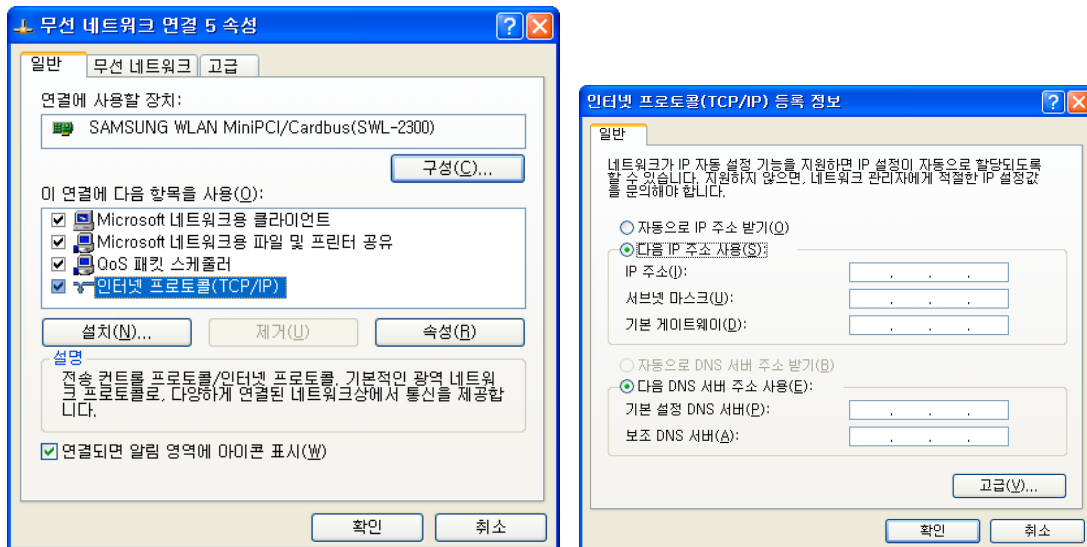 무선 네트워크 연결 5 속성
일반
무선 네트워크
고급
연결에 사용할 장치:
SAMSUNG WLAN MiniPCI/Cardbus(SWL-2300)
구성(C)...
이 연결에 다음 항목을 사용(O):
Microsoft 네트워크용 클라이언트
Microsoft 네트워크용 파일 및 프린터 공유
QoS 패킷 스케줄러
인터넷 프로토콜(TCP/IP)
설치(N)...
제거(U)
속성(R)
설명
전송 컨트롤 프로토콜/인터넷 프로토콜. 기본적인 광역 네트워
크 프로토콜로, 다양하게 연결된 네트워크상에서 통신을 제공합
니다.
연결되면 알림 영역에 아이콘 표시(W)
확인
취소
인터넷 프로토콜(TCP/IP) 등록 정보
일반
네트워크가 IP 자동 설정 기능을 지원하면 IP 설정이 자동으로 할당되도록
할 수 있습니다. 지원하지 않으면, 네트워크 관리자에게 적절한 IP 설정값
을 문의해야 합니다.
자동으로 IP 주소 받기(O)
다음 IP 주소 사용(S):
IP 주소(I):
서브넷 마스크(U):
기본 게이트웨이(D):
자동으로 DNS 서버 주소 받기(B)
다음 DNS 서버 주소 사용(E):
기본 설정 DNS 서버(P):
보조 DNS 서버(A):
고급(V)...
확인
취소